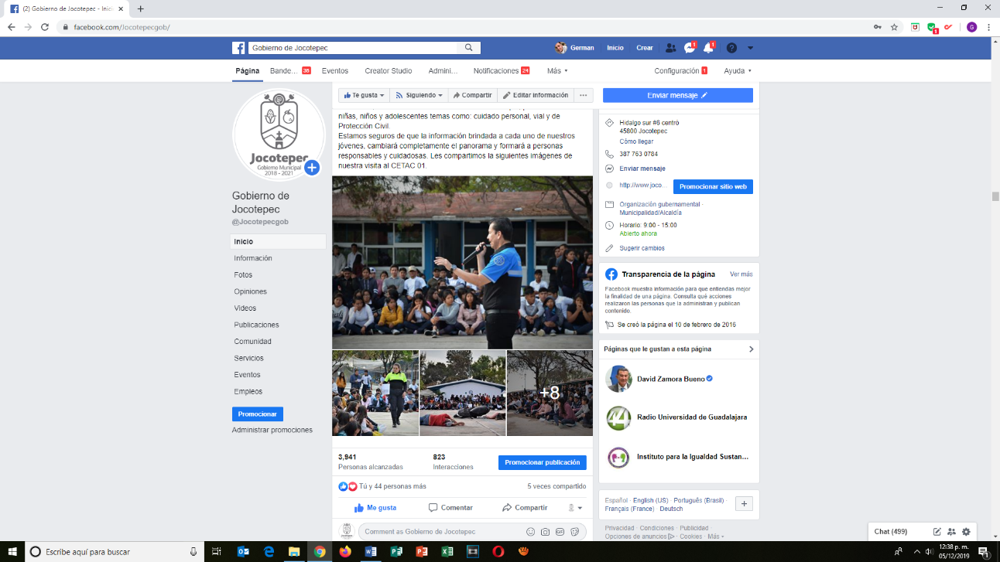 (2) Gobierno de Jocotepec - Inic
facebook.com/Jocotepecgob/
G
Gobierno de Jocotepec
German
Inicio
Crear
1
1
Página
Bande... 36
Eventos
Creator Studio
Admini...
Notificaciones 24
Más
Configuración 1
Ayuda
Jocotepec
Gobierno Municipal
2018 - 2021
Gobierno de
Jocotepec
@Jocotepecgob
Inicio
Información
Fotos
Opiniones
Videos
Publicaciones
Comunidad
Servicios
Eventos
Empleos
Promocionar
Administrar promociones
Te gusta
Siguiendo
Compartir
Editar información
niñas, niños y adolescentes temas como: cuidado personal, vial y de
Protección Civil.
Estamos seguros de que la información brindada a cada uno de nuestros
jóvenes, cambiará completamente el panorama y formará a personas
responsables y cuidadosas. Les compartimos la siguientes imágenes de
nuestra visita al CETAC 01.
+8
3,941
Personas alcanzadas
823
Interacciones
Promocionar publicación
Tú y 44 personas más
5 veces compartido
Me gusta
Comentar
Compartir
Comment as Gobierno de Jocotepec
GIF
Enviar mensaje
Hidalgo sur #6 centró
45800 Jocotepec
Cómo llegar
387 763 0784
Enviar mensaje
http://www.joco...
Promocionar sitio web
Organización gubernamental ·
Municipalidad/Alcaldía
Horario: 9:00 - 15:00
Abierto ahora
Sugerir cambios
Transparencia de la página
Ver más
Facebook muestra información para que entiendas mejor
la finalidad de una página. Consulta qué acciones
realizaron las personas que la administran y publican
contenido.
Se creó la página el 10 de febrero de 2016
Páginas que le gustan a esta página
David Zamora Bueno
44
Radio Universidad de Guadalajara
Instituto para la Igualdad Sustan...
Español · English (US) · Português (Brasil) ·
Français (France) · Deutsch
Privacidad · Condiciones · Publicidad ·
Opciones de anuncios · Cookies · Más
Chat (499)
Escribe aquí para buscar
12:38 p. m.
05/12/2019
1